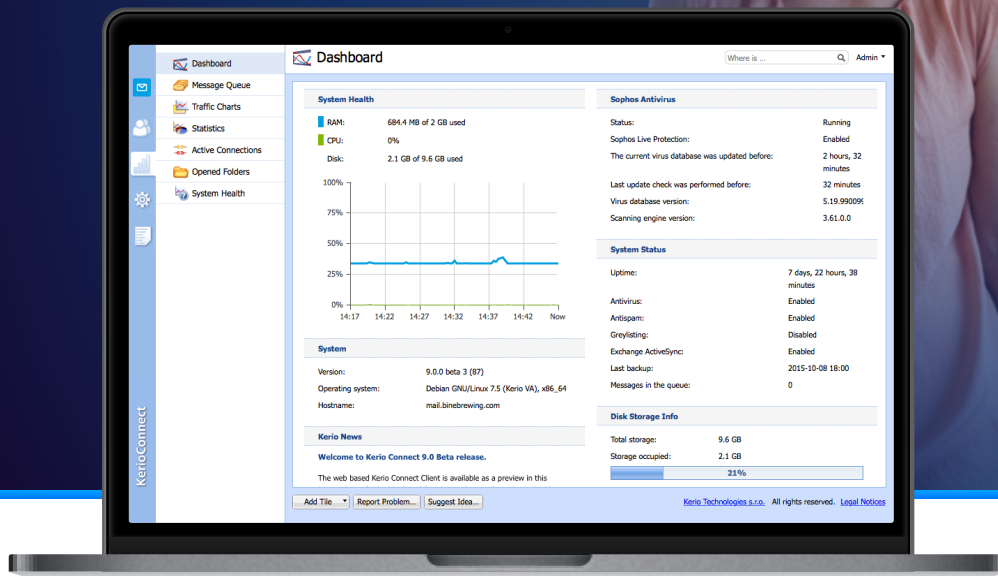 KerioConnect
Dashboard
Message Queue
Traffic Charts
Statistics
Active Connections
Opened Folders
System Health
Dashboard
Where is ...
Admin
System Health
RAM: 684.4 MB of 2 GB used
CPU: 0%
Disk: 2.1 GB of 9.6 GB used
100%
75%
50%
25%
0%
14:17 14:22 14:27 14:32 14:37 14:42 Now
System
Version: 9.0.0 beta 3 (87)
Operating system: Debian GNU/Linux 7.5 (Kerio VA), x86_64
Hostname: mail.binebrewing.com
Kerio News
Welcome to Kerio Connect 9.0 Beta release.
The web based Kerio Connect Client is available as a preview in this
Sophos Antivirus
Status: Running
Sophos Live Protection: Enabled
The current virus database was updated before: 2 hours, 32
minutes
Last update check was performed before: 32 minutes
Virus database version: 5.19.990099
Scanning engine version: 3.61.0.0
System Status
Uptime: 7 days, 22 hours, 38
minutes
Antivirus: Enabled
Antispam: Enabled
Greylisting: Disabled
Exchange ActiveSync: Enabled
Last backup: 2015-10-08 18:00
Messages in the queue: 0
Disk Storage Info
Total storage: 9.6 GB
Storage occupied: 2.1 GB
21%
Add Tile
Report Problem...
Suggest Idea...
Kerio Technologies s.r.o. All rights reserved. Legal Notices